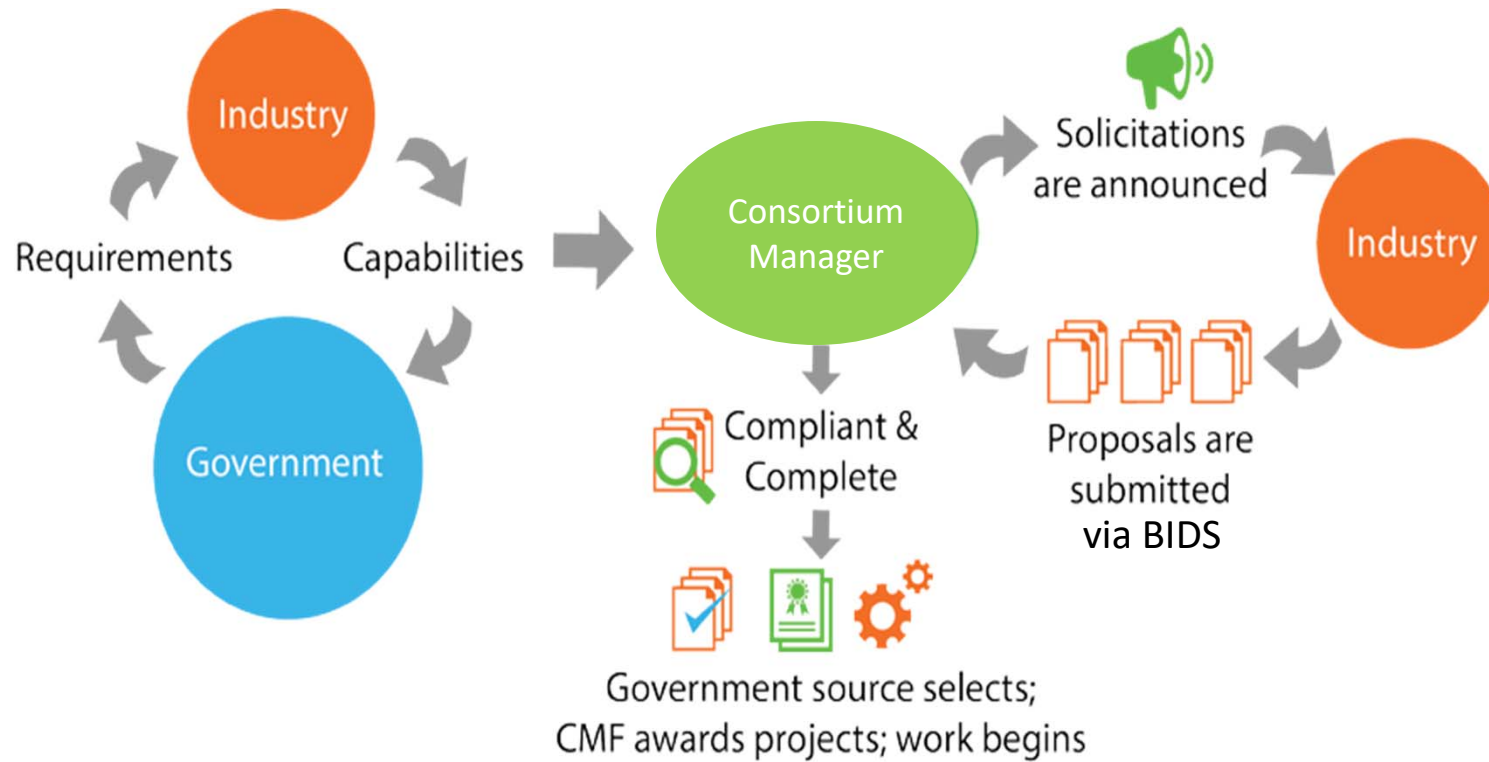 Industry
Requirements
Capabilities
Government
Consortium
Manager
Solicitations
are announced
Industry
Proposals are
submitted
via BIDS
Compliant &
Complete
Government source selects;
CMF awards projects; work begins